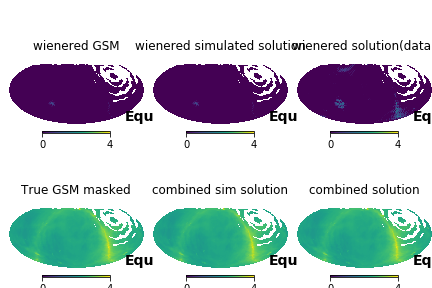 wienered GSM
wienered simulated solution
wienered solution(data
Equ
Equ
Eq
0 4
0 4
0 4
True GSM masked
combined sim solution
combined solution
Equ
Equ
Eq
0 4
0 4
0 4